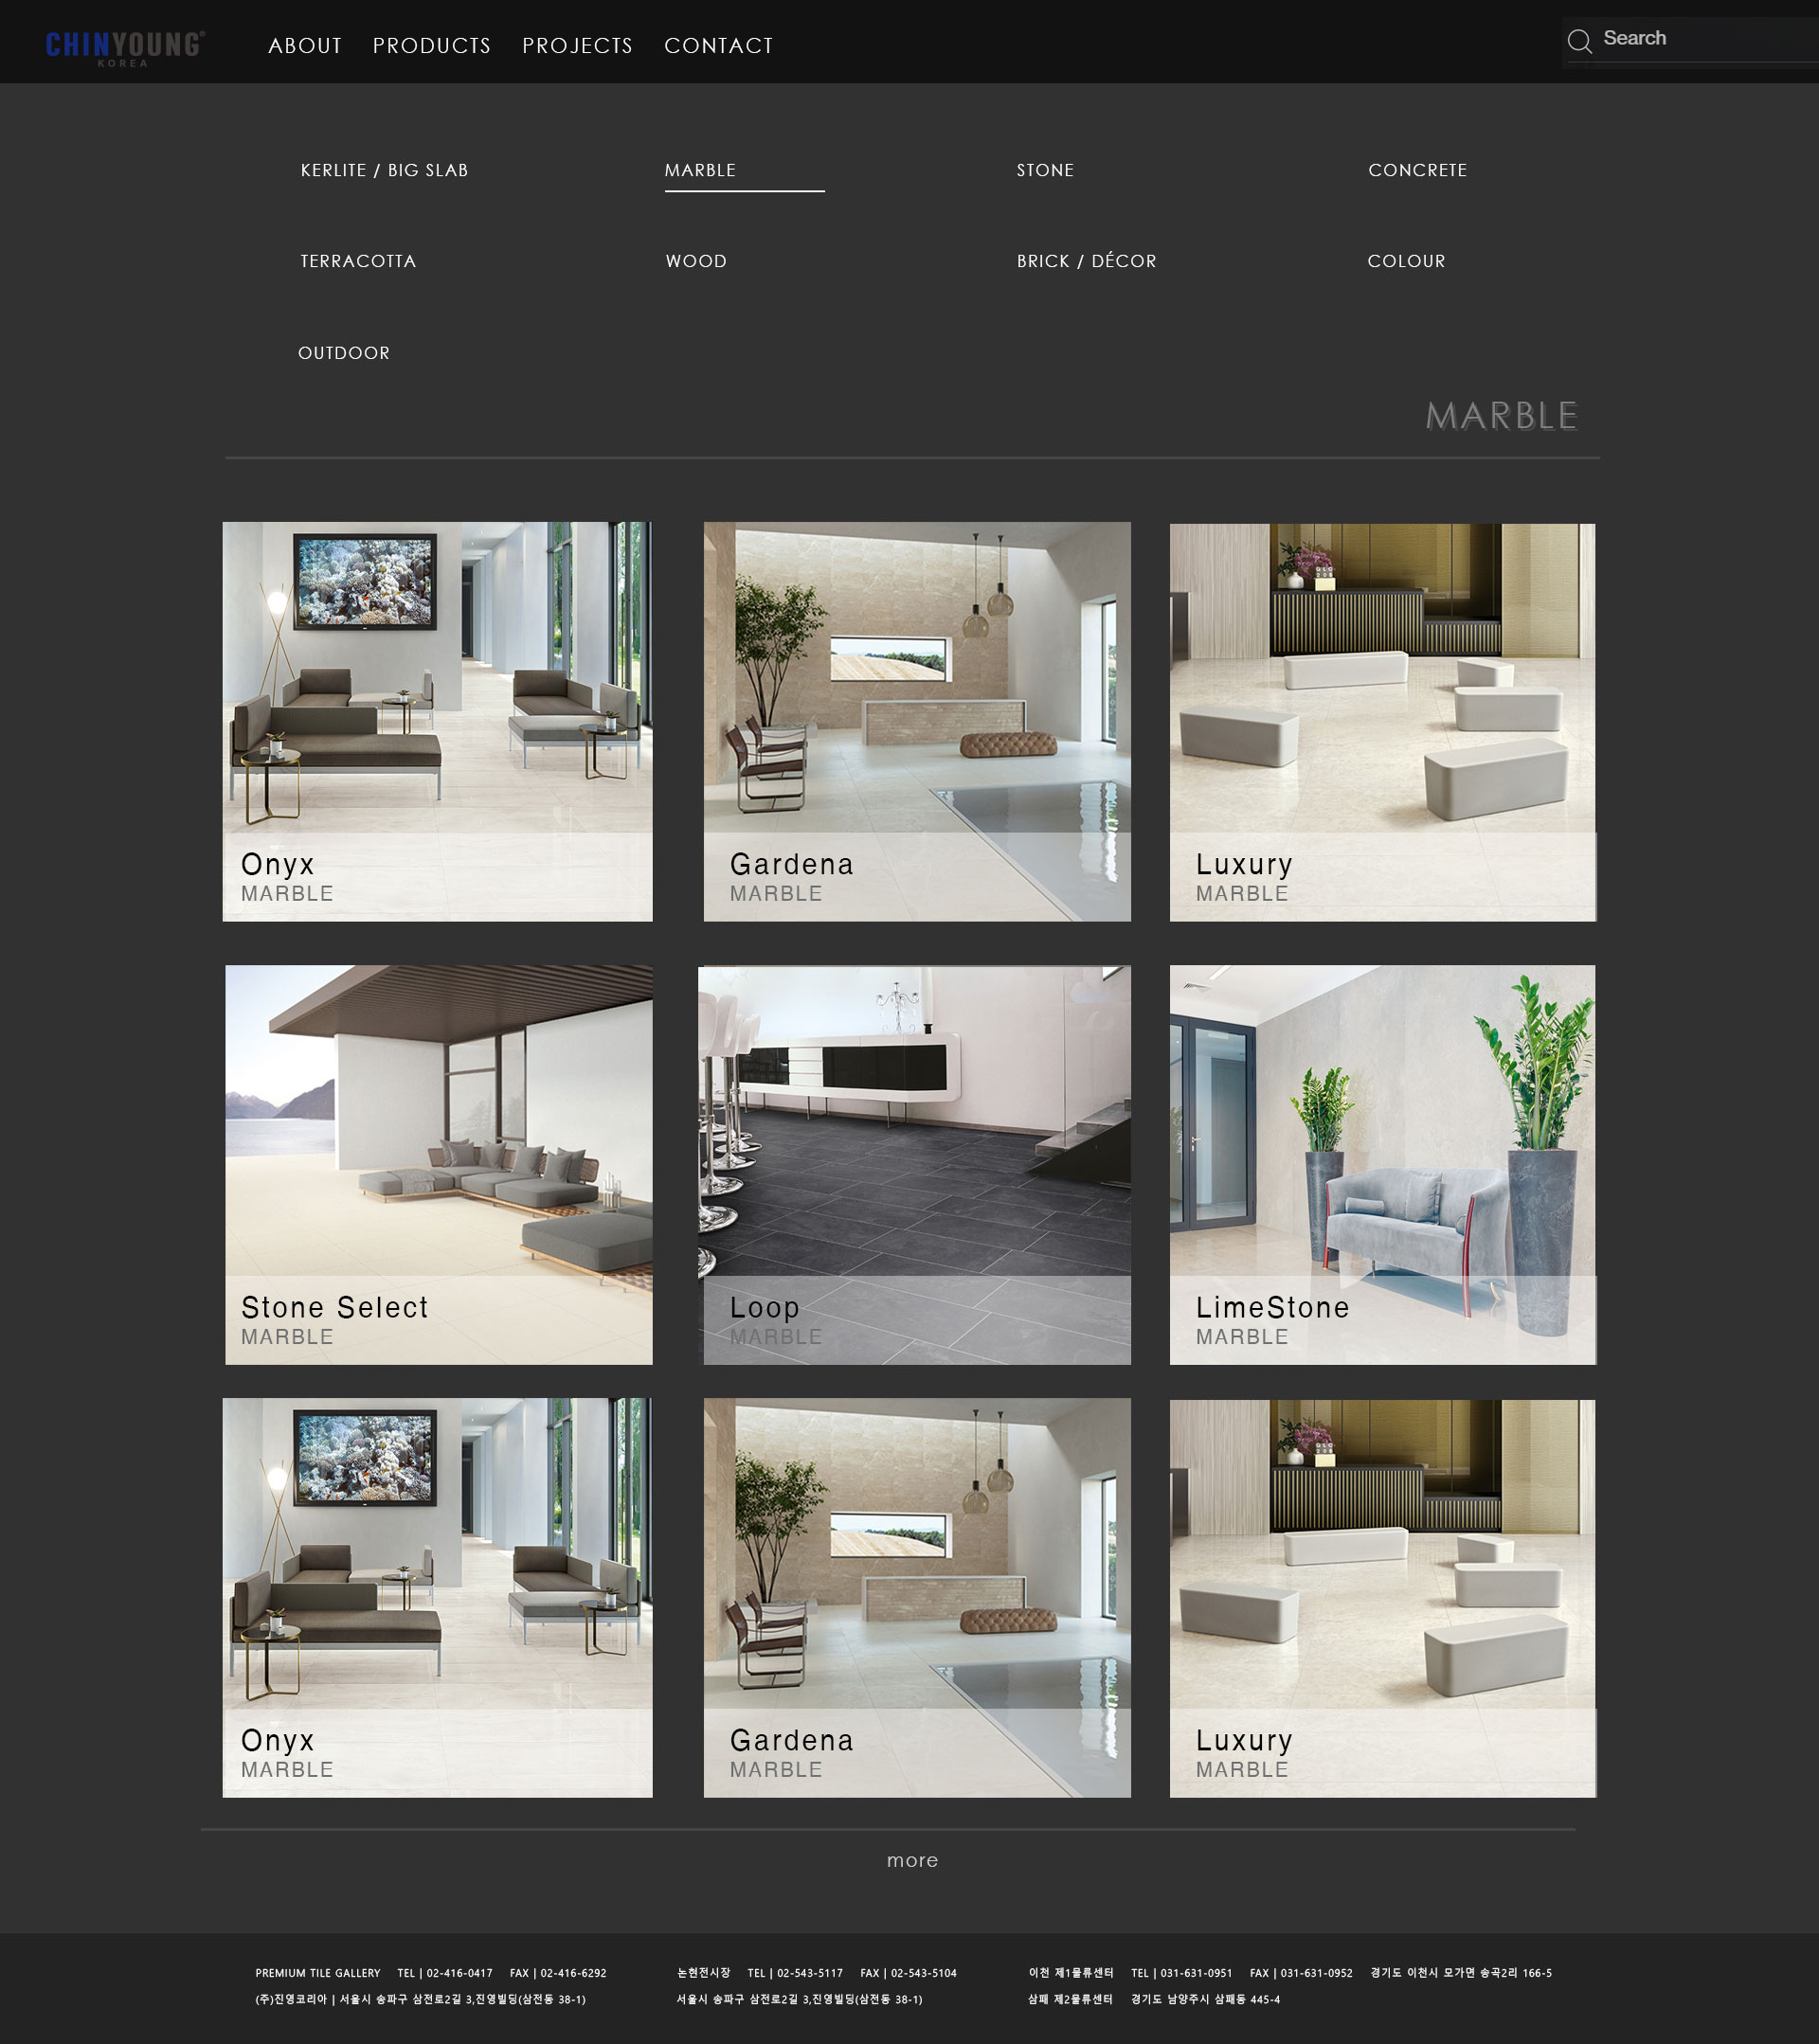 CHINYOUNG®
KOREA
ABOUT PRODUCTS PROJECTS CONTACT
Search
KERLITE / BIG SLAB MARBLE STONE CONCRETE
TERRACOTTA WOOD BRICK / DÉCOR COLOUR
OUTDOOR
MARBLE
Onyx
MARBLE
Gardena
MARBLE
Luxury
MARBLE
Stone Select
MARBLE
Loop
MARBLE
LimeStone
MARBLE
Onyx
MARBLE
Gardena
MARBLE
Luxury
MARBLE
more
PREMIUM TILE GALLERY TEL | 02-416-0417 FAX | 02-416-6292
(주)진영코리아 | 서울시 송파구 삼전로2길 3,진영빌딩(삼전동 38-1)
논현전시장 TEL | 02-543-5117 FAX | 02-543-5104
서울시 송파구 삼전로2길 3,진영빌딩(삼전동 38-1)
이천 제1물류센터 TEL | 031-631-0951 FAX | 031-631-0952 경기도 이천시 모가면 송곡2리 166-5
삼패 제2물류센터 경기도 남양주시 삼패동 445-4